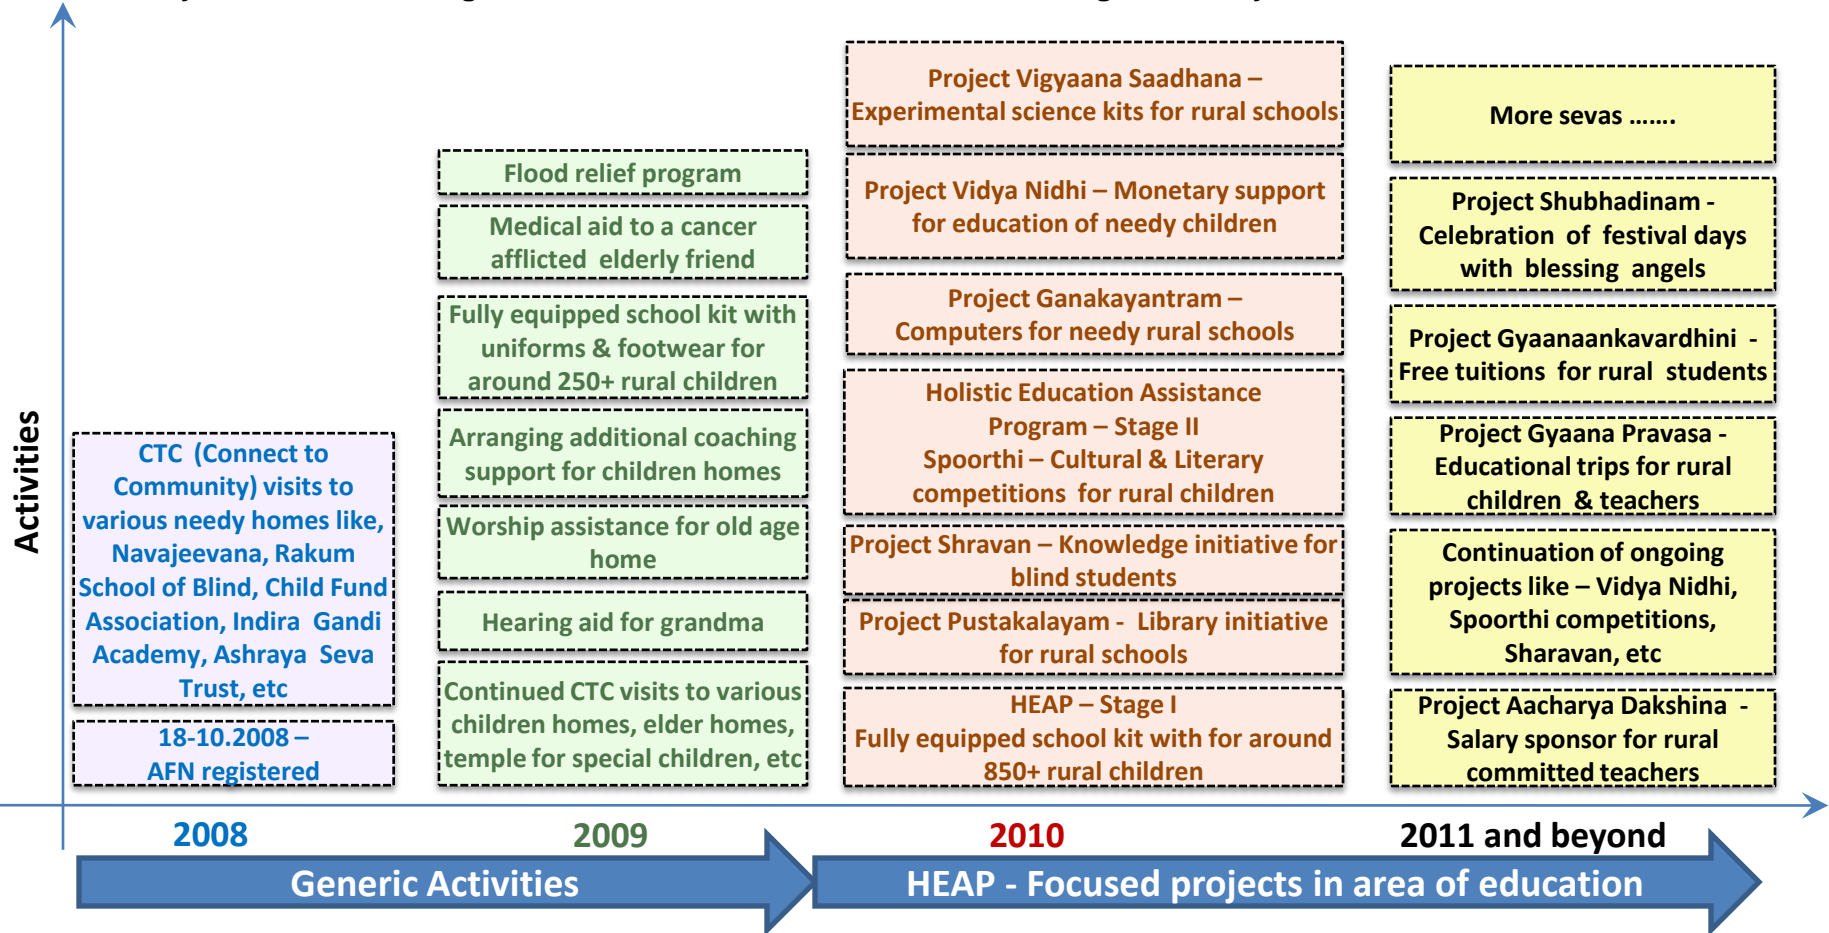 Activities
CTC (Connect to
Community) visits to
various needy homes like,
Navajeevana, Rakum
School of Blind, Child Fund
Association, Indira Gandi
Academy, Ashraya Seva
Trust, etc
18-10.2008 –
AFN registered
Flood relief program
Medical aid to a cancer
afflicted elderly friend
Fully equipped school kit with
uniforms & footwear for
around 250+ rural children
Arranging additional coaching
support for children homes
Worship assistance for old age
home
Hearing aid for grandma
Continued CTC visits to various
children homes, elder homes,
temple for special children, etc
Project Vigyaana Saadhana –
Experimental science kits for rural schools
Project Vidya Nidhi – Monetary support
for education of needy children
Project Ganakayantram –
Computers for needy rural schools
Holistic Education Assistance
Program – Stage II
Spoorthi – Cultural & Literary
competitions for rural children
Project Shravan – Knowledge initiative for
blind students
Project Pustakalayam - Library initiative
for rural schools
HEAP – Stage I
Fully equipped school kit with for around
850+ rural children
More sevas .......
Project Shubhadinam -
Celebration of festival days
with blessing angels
Project Gyaanaankavardhini -
Free tuitions for rural students
Project Gyaana Pravasa -
Educational trips for rural
children & teachers
Continuation of ongoing
projects like – Vidya Nidhi,
Spoorthi competitions,
Sharavan, etc
Project Aacharya Dakshina -
Salary sponsor for rural
committed teachers
2008
2009
2010
2011 and beyond
Generic Activities
HEAP - Focused projects in area of education